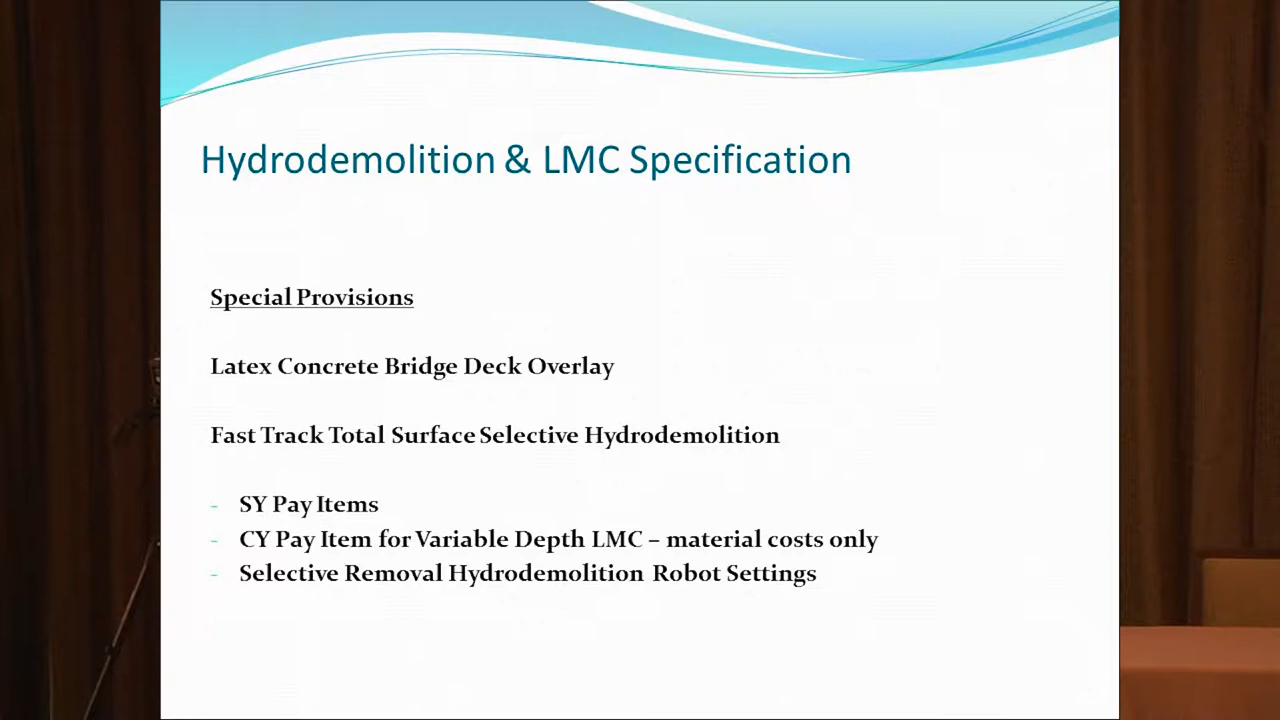 Hydrodemolition & LMC Specification
Special Provisions
Latex Concrete Bridge Deck Overlay
Fast Track Total Surface Selective Hydrodemolition
- SY Pay Items
- CY Pay Item for Variable Depth LMC – material costs only
- Selective Removal Hydrodemolition Robot Settings